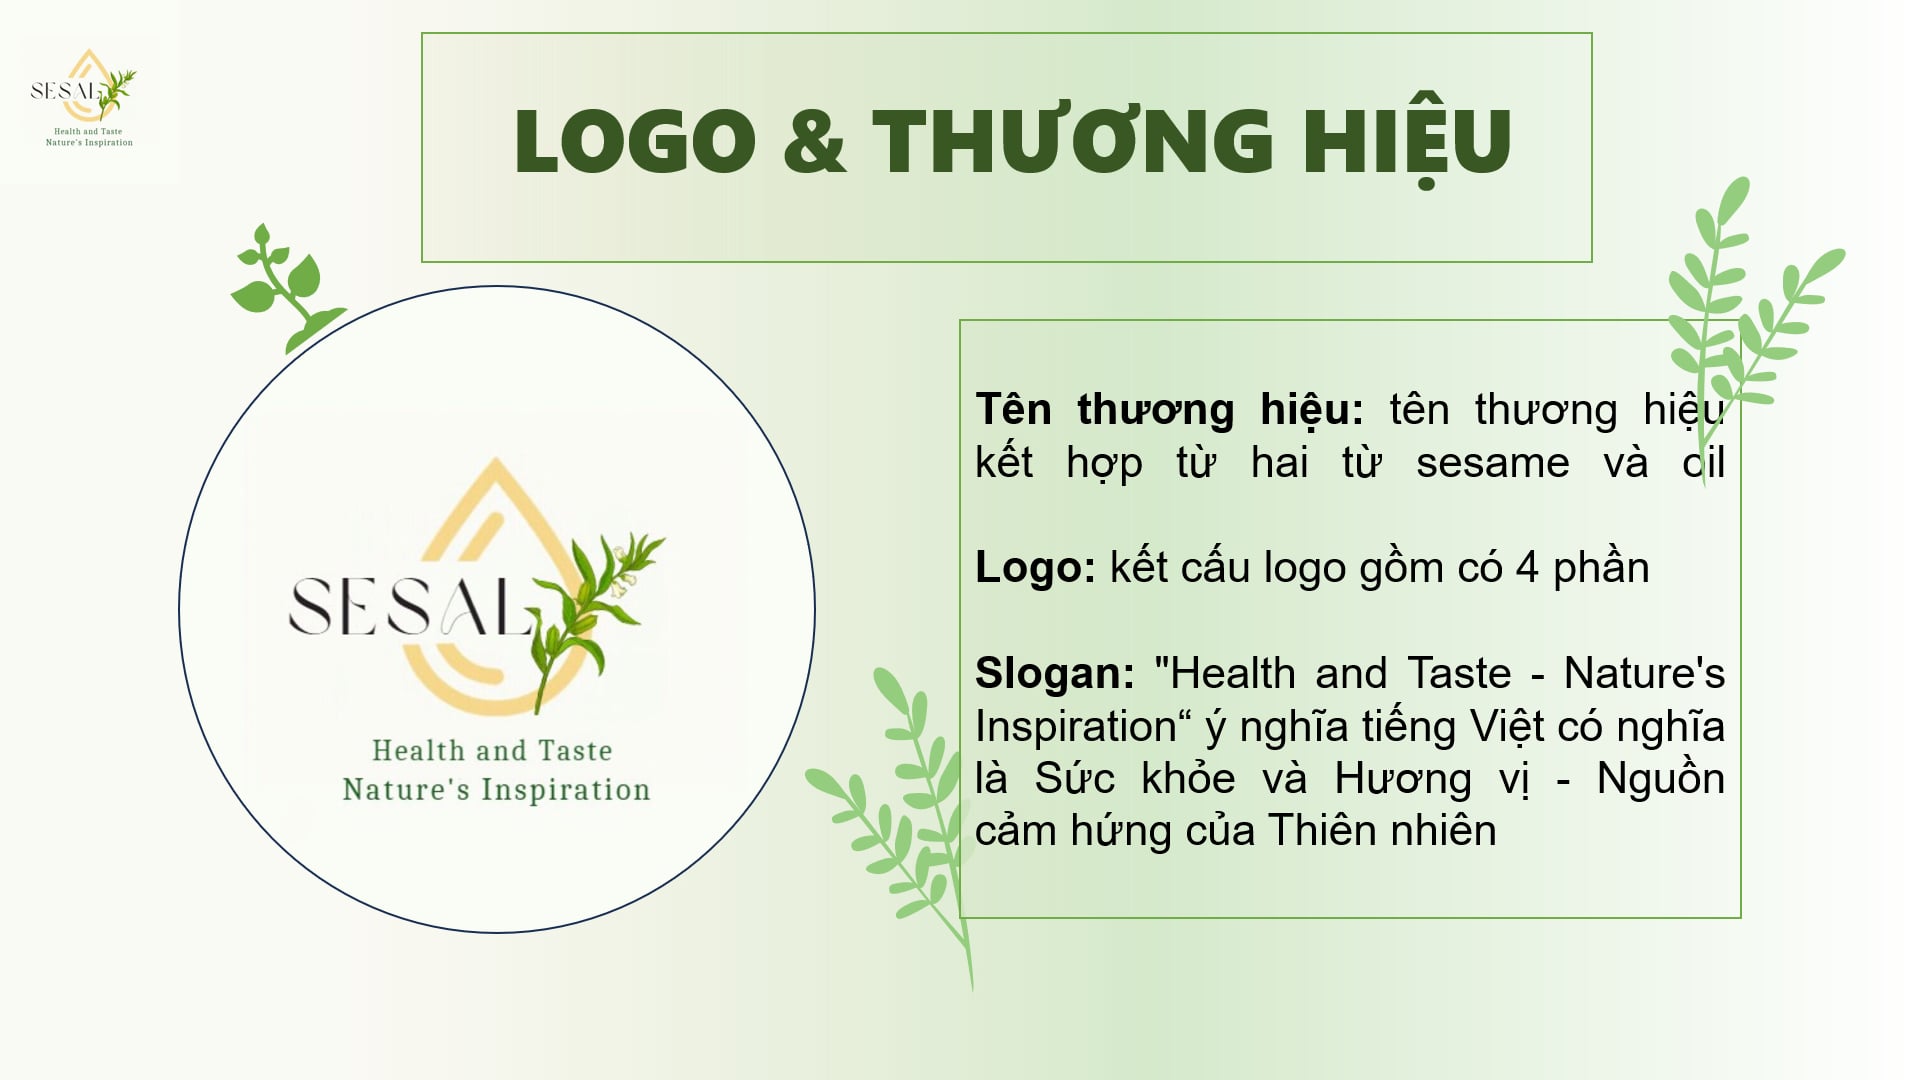 SESAL
Health and Taste
Nature's Inspiration
LOGO & THƯƠNG HIỆU
SESAL
Health and Taste
Nature's Inspiration
Tên thương hiệu: tên thương hiệu
kết hợp từ hai từ sesame và oil
Logo: kết cấu logo gồm có 4 phần
Slogan: "Health and Taste - Nature's
Inspiration“ ý nghĩa tiếng Việt có nghĩa
là Sức khỏe và Hương vị - Nguồn
cảm hứng của Thiên nhiên